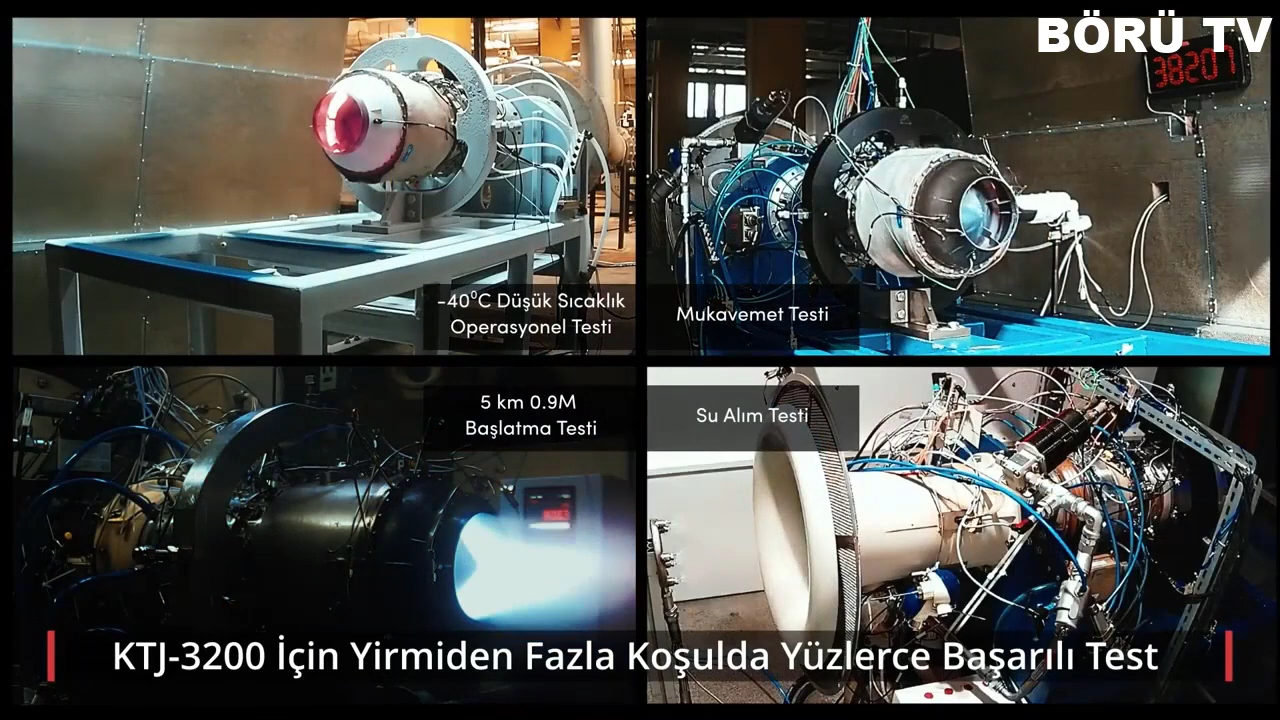 BÖRÜ TV
38207
-40⁰C Düşük Sıcaklık
Operasyonel Testi
Mukavemet Testi
5 km 0.9M
Başlatma Testi
Su Alım Testi
KTJ-3200 İçin Yirmiden Fazla Koşulda Yüzlerce Başarılı Test